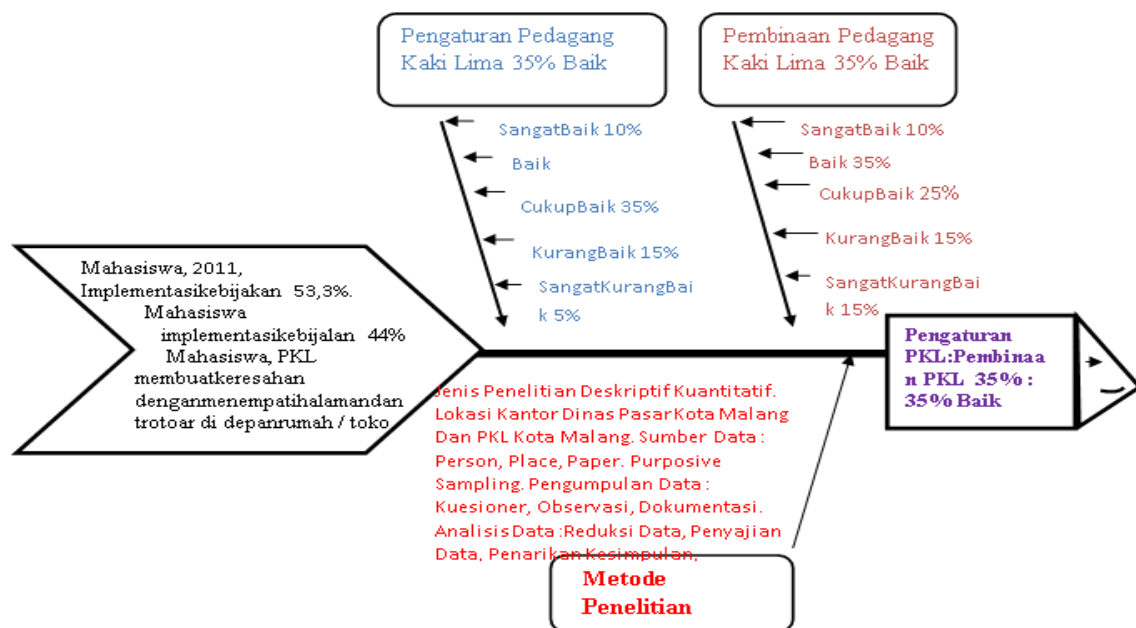 Pengaturan Pedagang
Kaki Lima 35% Baik
SangatBaik 10%
Baik
CukupBaik 35%
KurangBaik 15%
SangatKurangBai
k 5%
Pembinaan Pedagang
Kaki Lima 35% Baik
SangatBaik 10%
Baik 35%
CukupBaik 25%
KurangBaik 15%
SangatKurangBai
k 15%
Mahasiswa, 2011,
Implementasikebijakan 53,3%.
Mahasiswa
implementasikebijalan 44%
Mahasiswa, PKL
membuatkeresahan
denganmenempatihalamandan
trotoar di depanrumah / toko
Pengaturan
PKL:Pembinaa
n PKL 35% :
35% Baik
Jenis Penelitian Deskriptif Kuantitatif.
Lokasi Kantor Dinas Pasar Kota Malang
Dan PKL Kota Malang. Sumber Data :
Person, Place, Paper. Purposive
Sampling. Pengumpulan Data :
Kuesioner, Observasi, Dokumentasi.
Analisis Data :Reduksi Data, Penyajian
Data, Penarikan Kesimpulan.
Metode
Penelitian